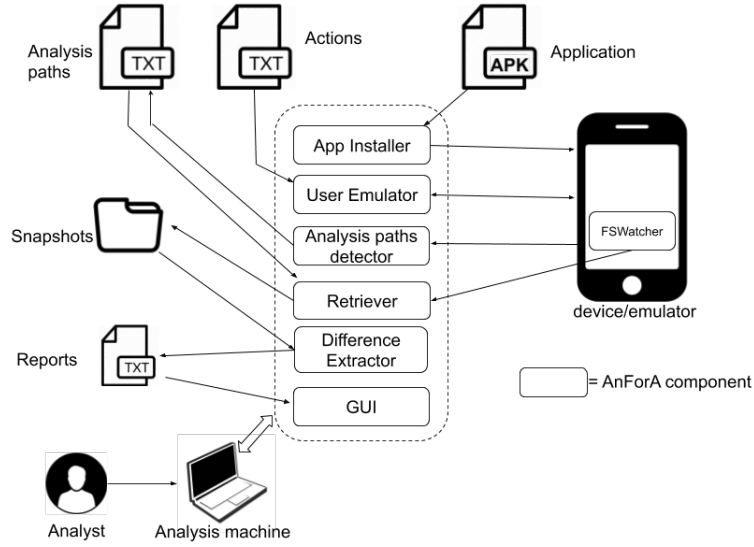 Analysis
paths
TXT
TXT
Actions
APK
Application
App Installer
User Emulator
Analysis paths
detector
Retriever
Difference
Extractor
GUI
FSWatcher
device/emulator
Snapshots
Reports
TXT
= AnForA component
Analyst
Analysis machine